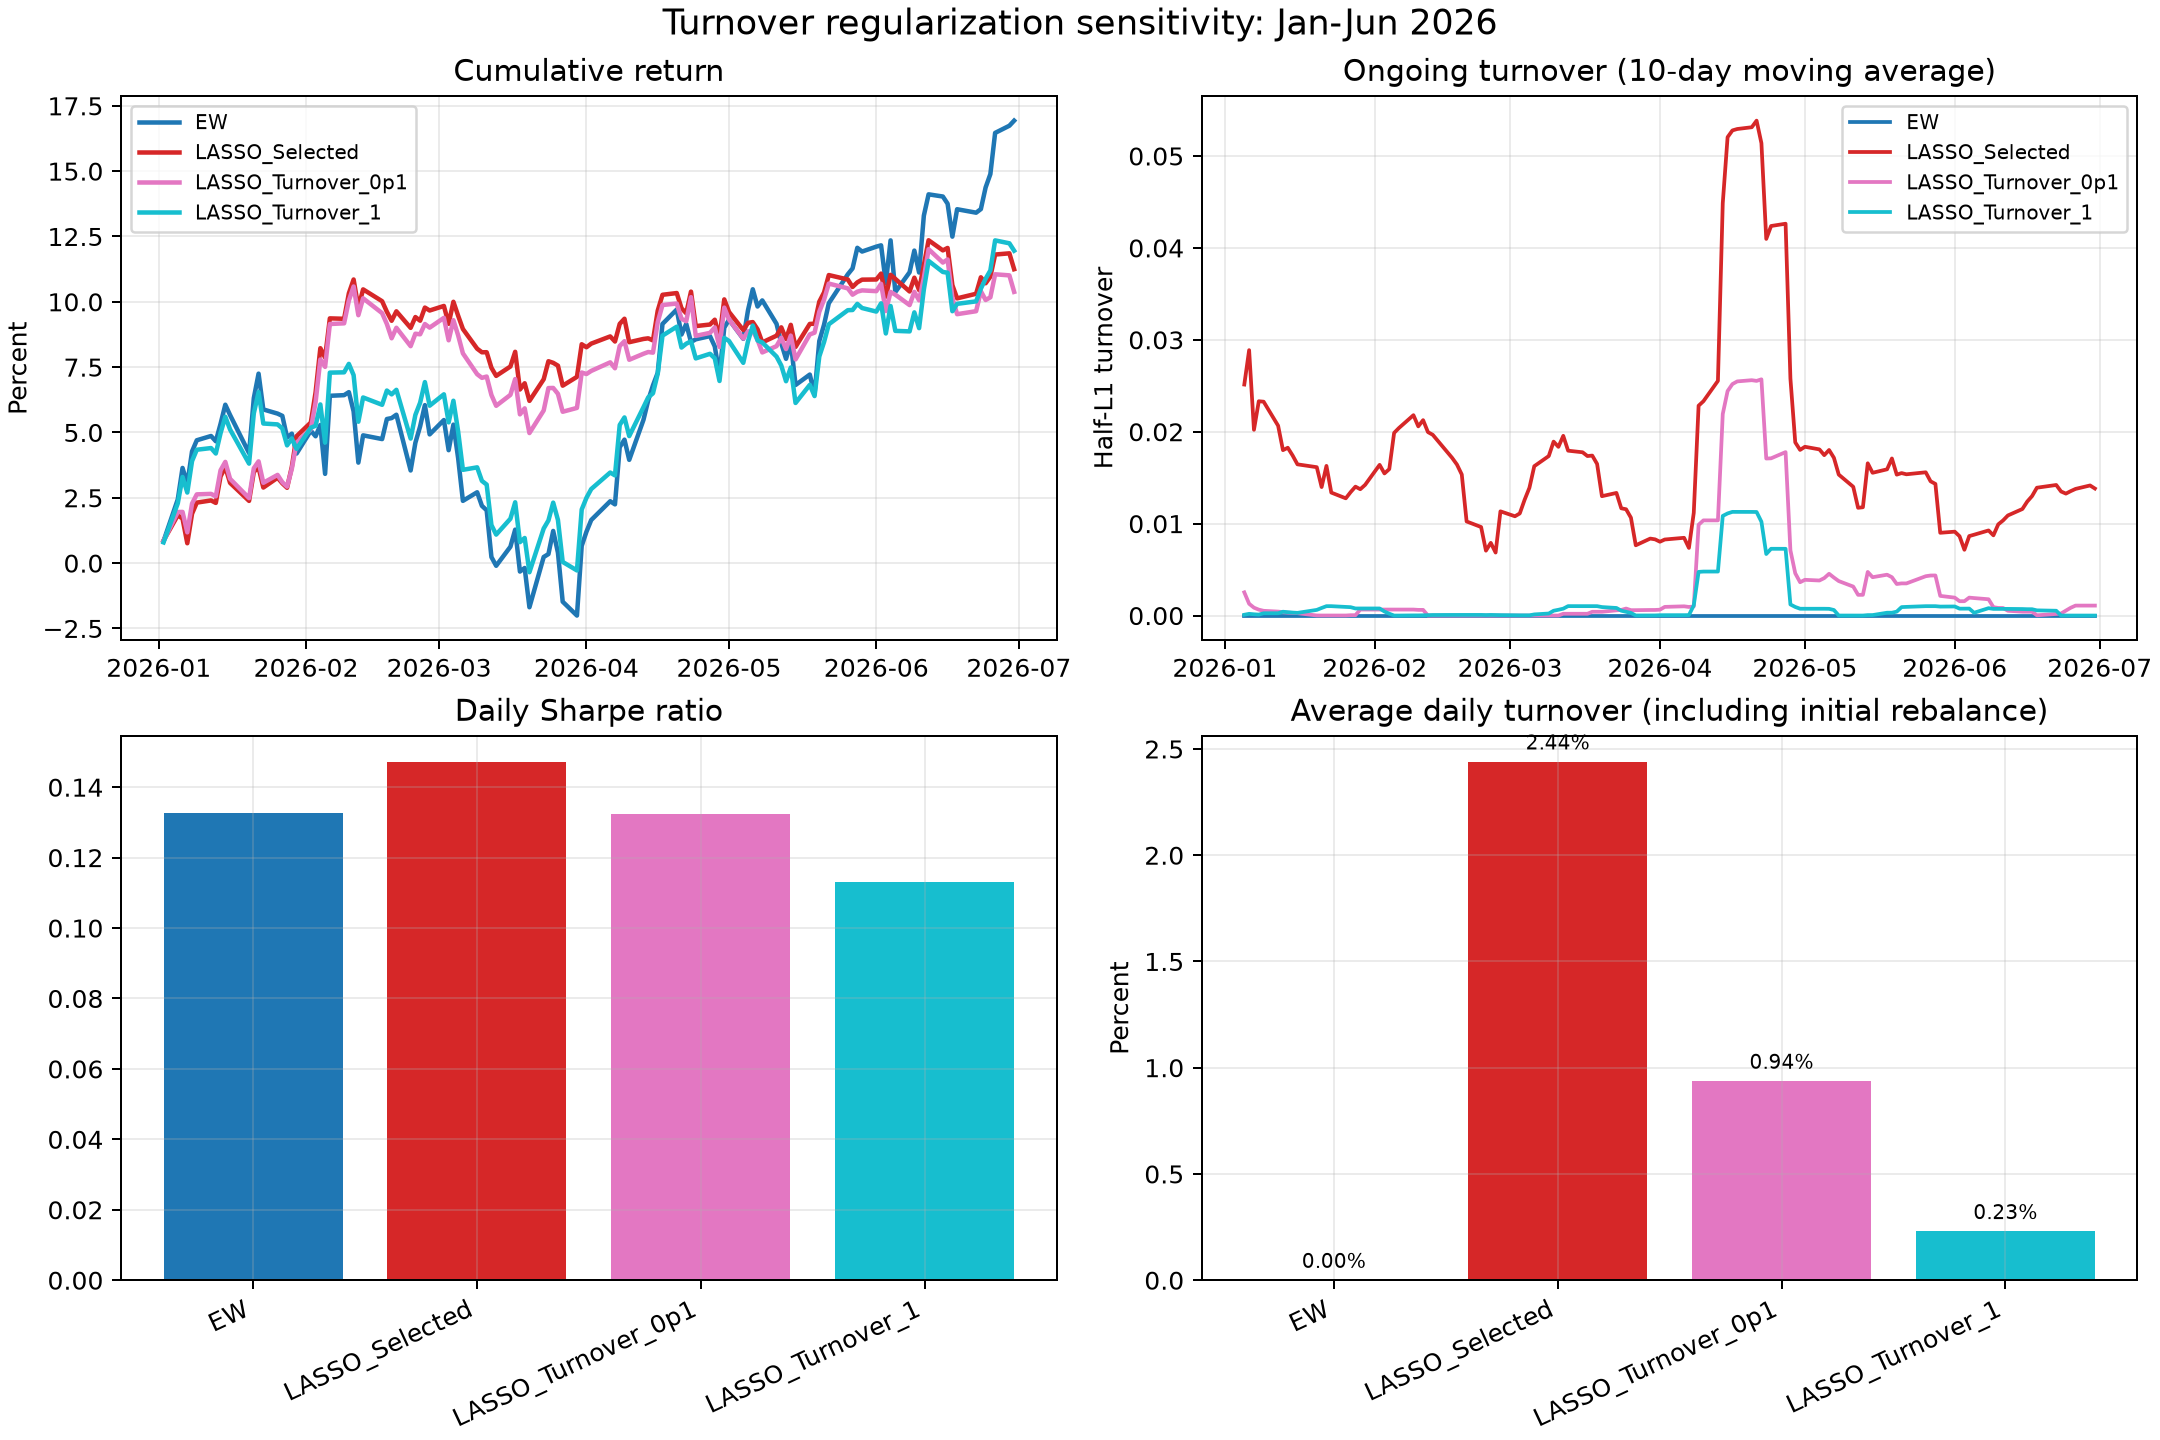 Turnover regularization sensitivity: Jan-Jun 2026
Cumulative return
Percent
17.5
15.0
12.5
10.0
7.5
5.0
2.5
0.0
−2.5
EW
LASSO_Selected
LASSO_Turnover_0p1
LASSO_Turnover_1
2026-01 2026-02 2026-03 2026-04 2026-05 2026-06 2026-07
Ongoing turnover (10-day moving average)
Half-L1 turnover
0.05
0.04
0.03
0.02
0.01
0.00
EW
LASSO_Selected
LASSO_Turnover_0p1
LASSO_Turnover_1
2026-01 2026-02 2026-03 2026-04 2026-05 2026-06 2026-07
Daily Sharpe ratio
0.14
0.12
0.10
0.08
0.06
0.04
0.02
0.00
EW
LASSO_Selected
LASSO_Turnover_0p1
LASSO_Turnover_1
Average daily turnover (including initial rebalance)
Percent
2.5
2.0
1.5
1.0
0.5
0.0
0.00%
2.44%
0.94%
0.23%
EW
LASSO_Selected
LASSO_Turnover_0p1
LASSO_Turnover_1